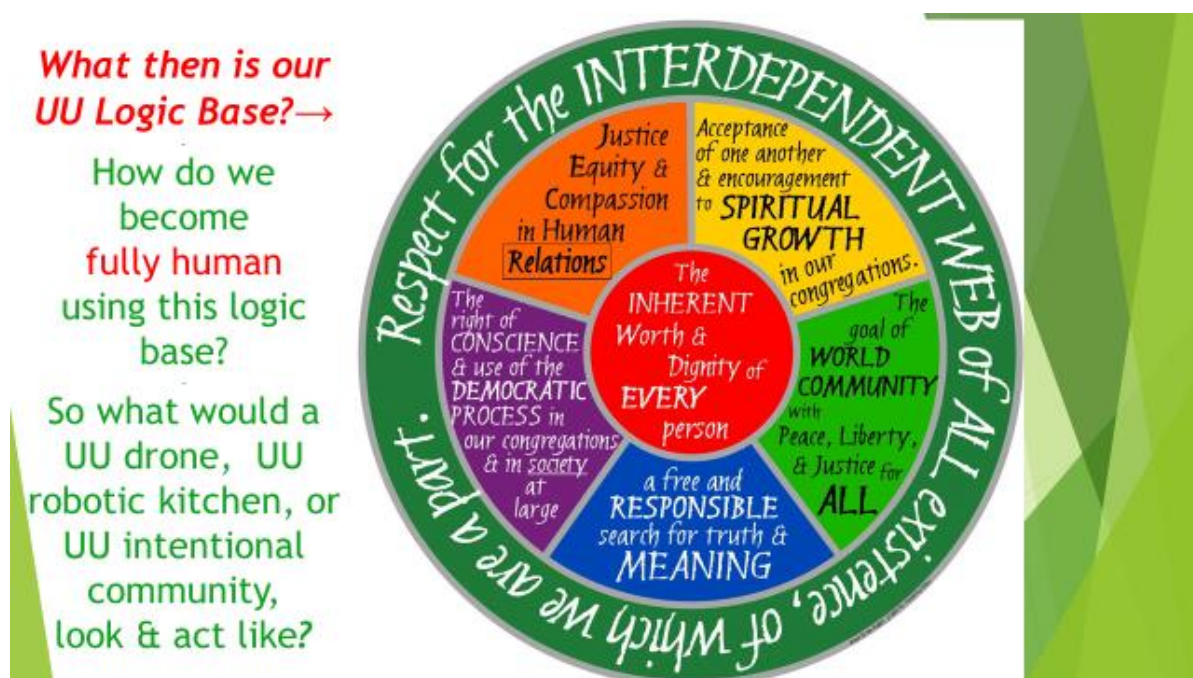 What then is our
UU Logic Base?→
How do we
become
fully human
using this logic
base?
So what would a
UU drone, UU
robotic kitchen, or
UU intentional
community,
look & act like?
Respect for the INTERDEPENDENT WEB of ALL existence, of which we are a part.
Justice
Equity &
Compassion
in Human
Relations
Acceptance
of one another
& encouragement
to SPIRITUAL
GROWTH
in our
congregations.
The
INHERENT
Worth &
Dignity of
EVERY
person
The
right of
CONSCIENCE
& use of the
DEMOCRATIC
PROCESS in
our congregations
& in society
at
large
The
goal of
WORLD
COMMUNITY
with
Peace, Liberty,
& Justice for
ALL
a free and
RESPONSIBLE
search for truth &
MEANING